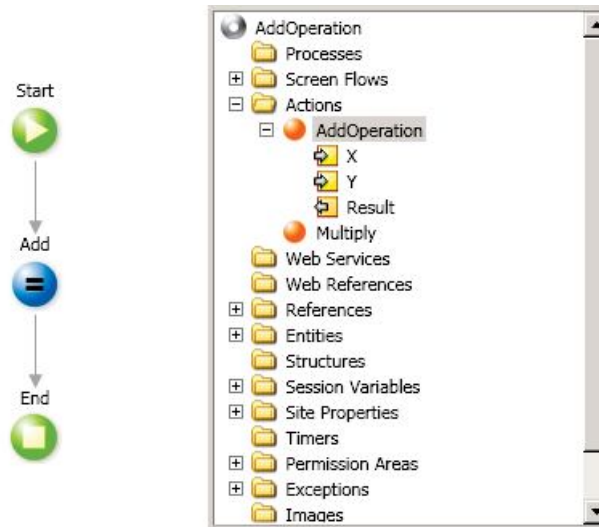 Start
Add
End
AddOperation
Processes
Screen Flows
Actions
AddOperation
X
Y
Result
Multiply
Web Services
Web References
References
Entities
Structures
Session Variables
Site Properties
Timers
Permission Areas
Exceptions
Images